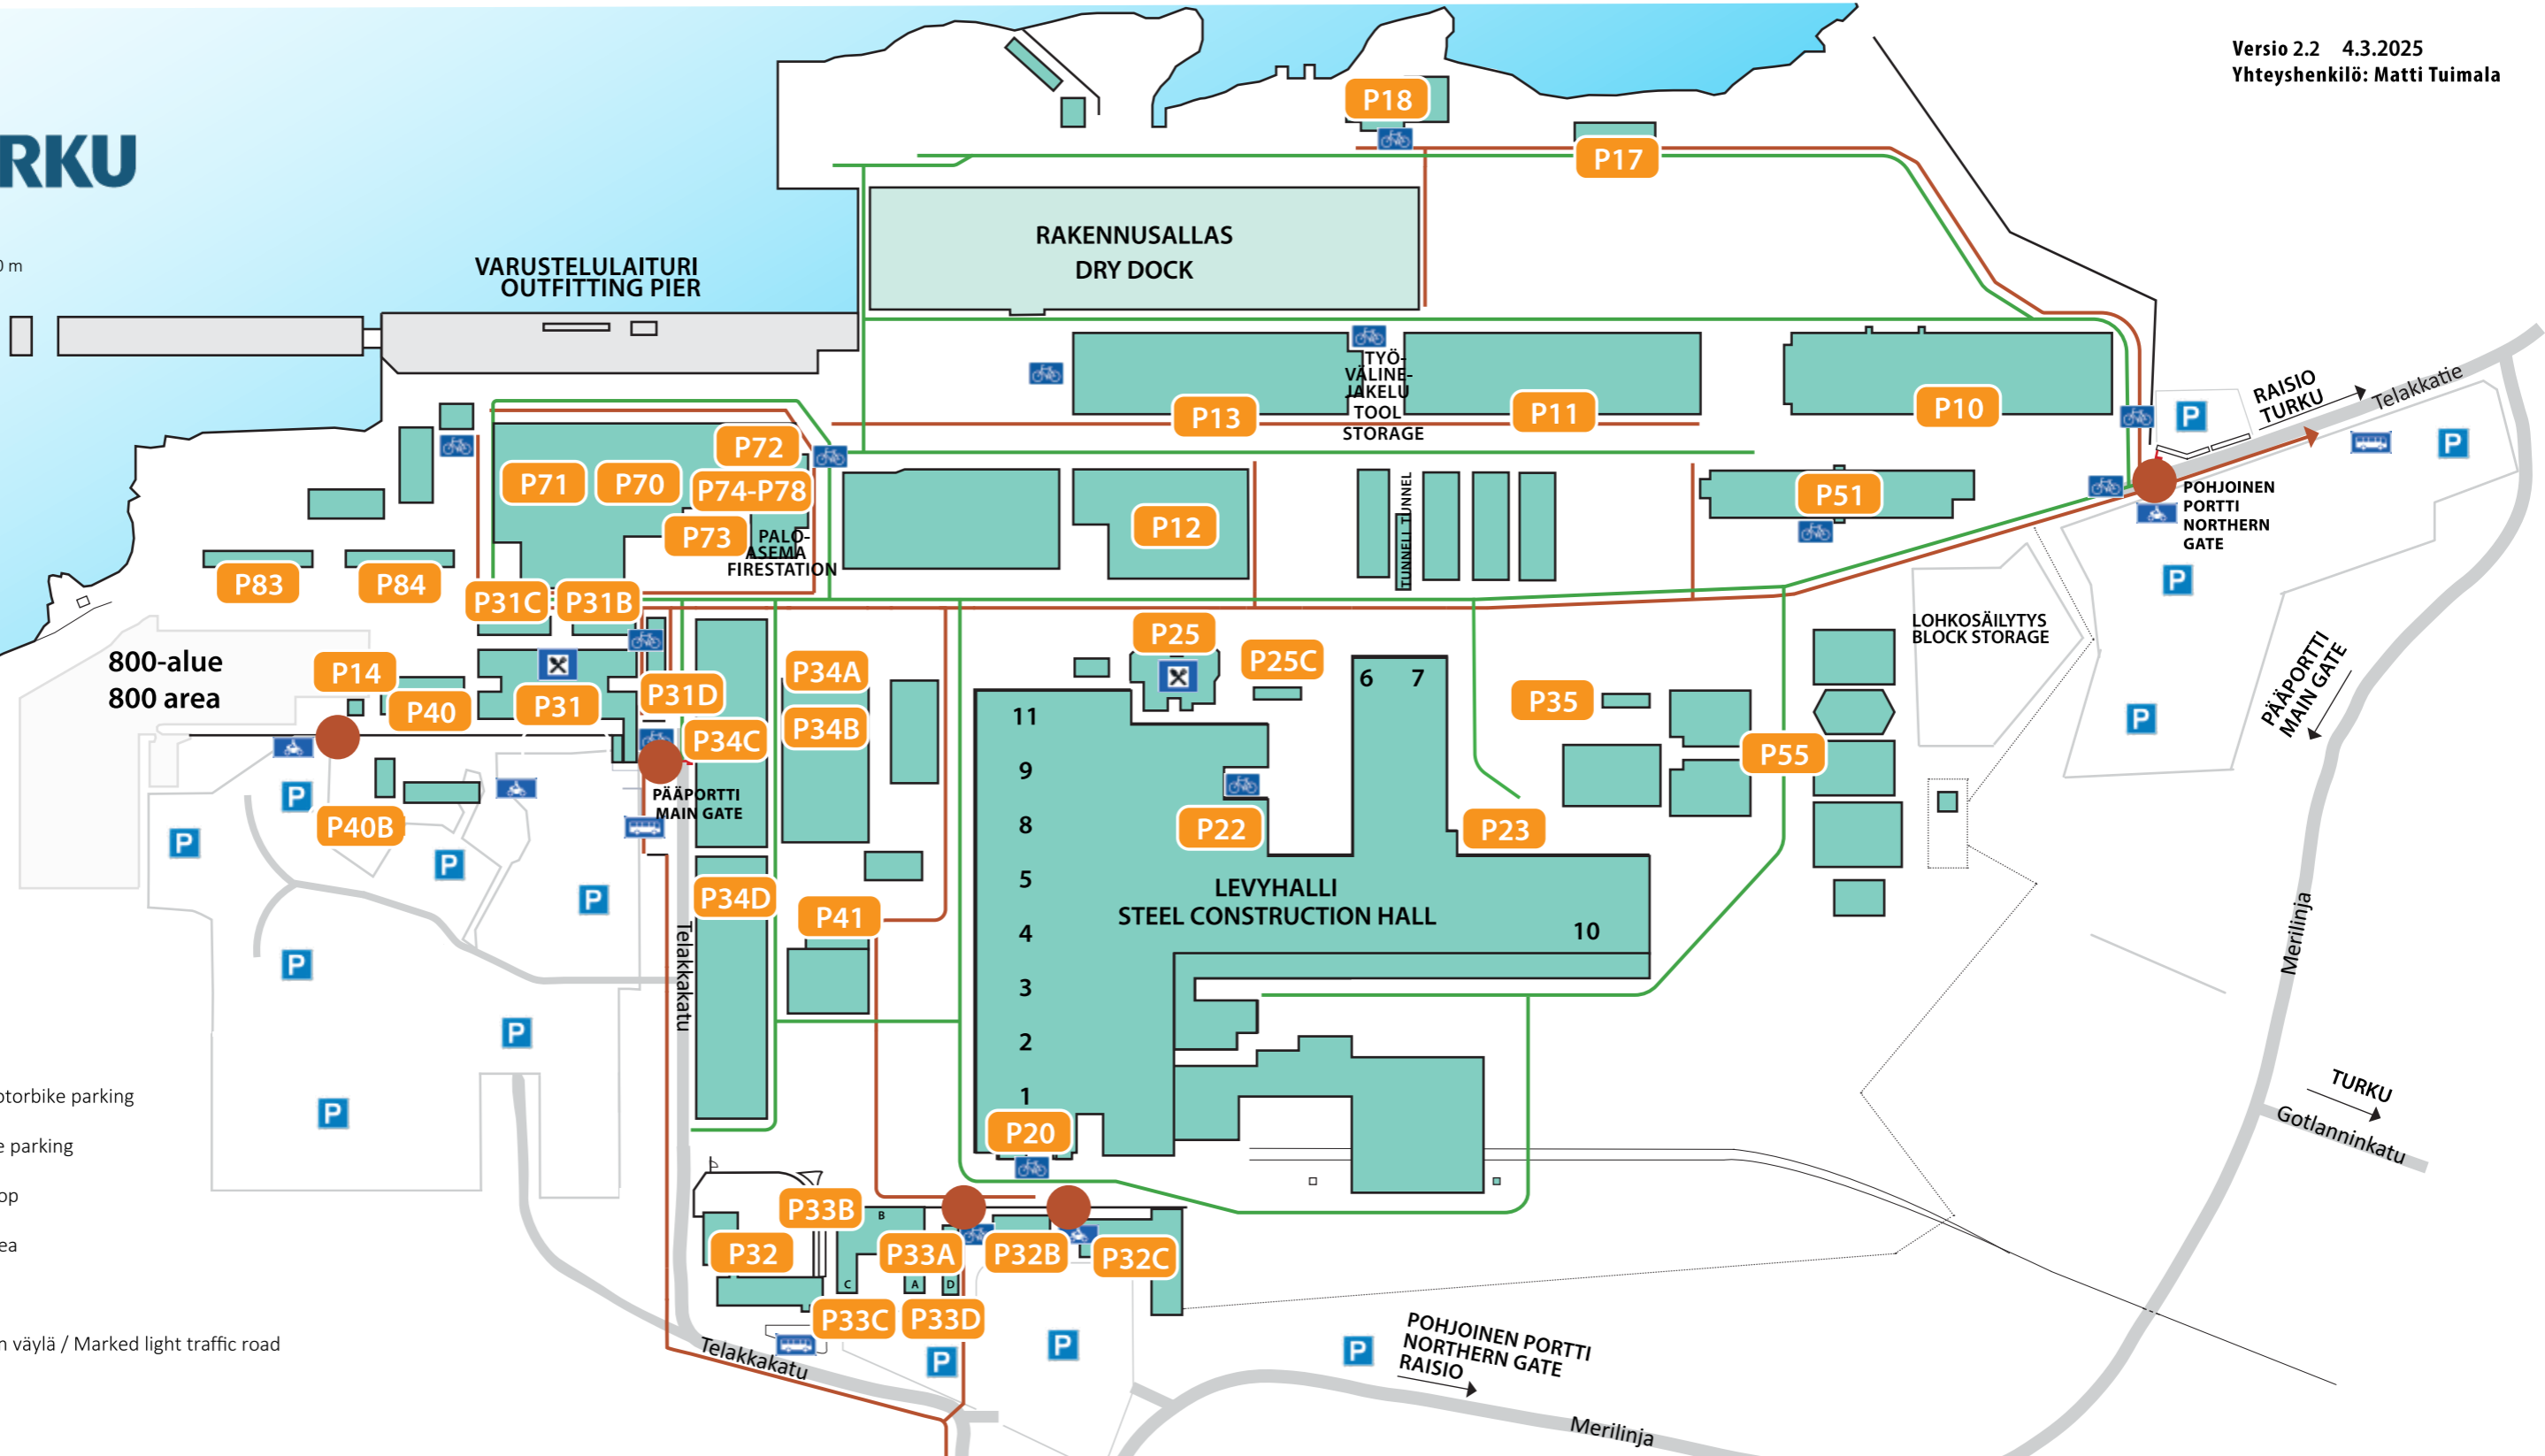 Versio 2.2 4.3.2025
Yhteyshenkilö: Matti Tuimala
RKU
0 m
VARUSTELULAITURI
OUTFITTING PIER
RAKENNUSALLAS
DRY DOCK
P18
P17
TYÖ-
VÄLINE-
JAKELU
TOOL
STORAGE
P13
P11
P10
RAISIO
TURKU
Telakkatie
P
P
P72
P71
P70
P74-P78
P73
PALO-
ASEMA
FIRESTATION
P12
TUNNELI TUNNEL
P51
POHJOINEN
PORTTI
NORTHERN
GATE
P
P83
P84
P31C
P31B
800-alue
800 area
P14
P40
P31
P31D
P34A
P34B
P34C
P25
P25C
6 7
P35
P55
LOHKOSÄILYTYS
BLOCK STORAGE
PÄÄPORTTI
MAIN GATE
P
PÄÄPORTTI
MAIN GATE
P
P
P40B
P
P
P
P
P
P34D
P41
Telakkakatu
11
9
8
5
4
3
2
1
P22
P23
LEVYHALLI
STEEL CONSTRUCTION HALL
10
P20
Merilinja
TURKU
Gotlanninkatu
otorbike parking
e parking
op
ea
n väylä / Marked light traffic road
P33B
B
P32
P33A
P32B
P32C
C
A
D
P33C
P33D
Telakkakatu
P
P
P
POHJOINEN PORTTI
NORTHERN GATE
RAISIO
Merilinja